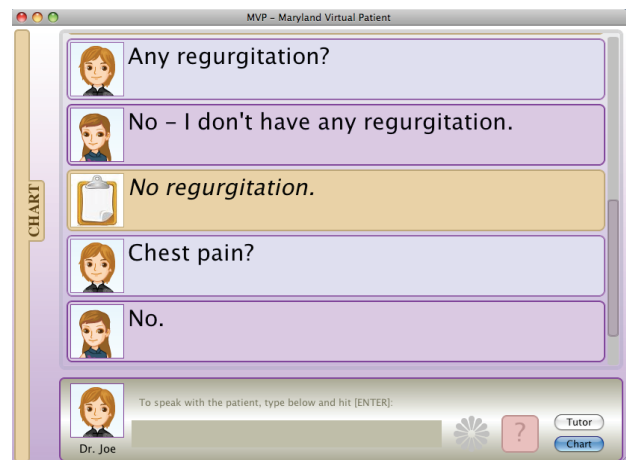 MVP – Maryland Virtual Patient
CHART
Any regurgitation?
No – I don't have any regurgitation.
No regurgitation.
Chest pain?
No.
To speak with the patient, type below and hit [ENTER]:
Dr. Joe
?
Tutor
Chart